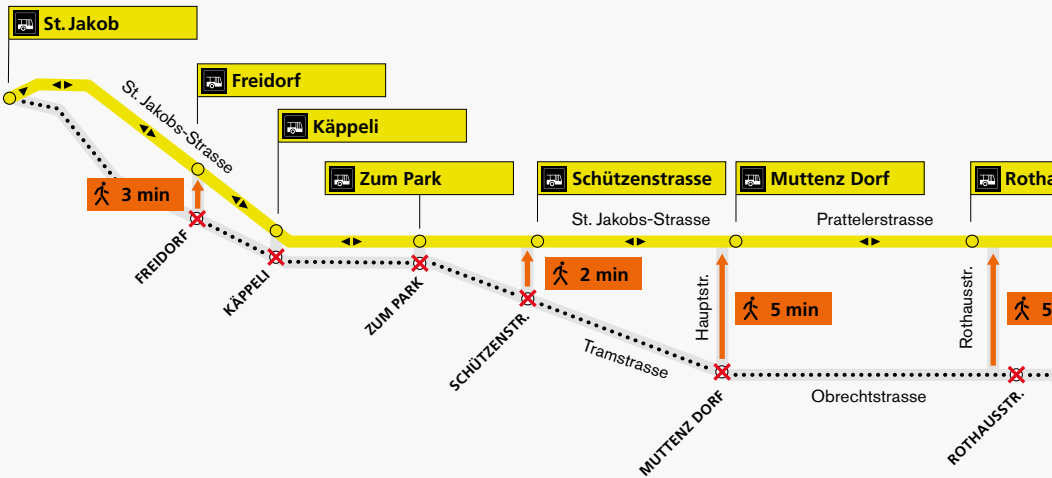 St. Jakob
Freidorf
St. Jakobs-Strasse
Käppeli
Zum Park
Schützenstrasse
Muttenz Dorf
Rotha
3 min
St. Jakobs-Strasse
Prattelerstrasse
FREIDORF
KÄPPELI
ZUM PARK
SCHÜTZENSTR.
2 min
Hauptstr.
5 min
Rothausstr.
5
Tramstrasse
MUTTENZ DORF
Obrechtstrasse
ROTHAUSSTR.